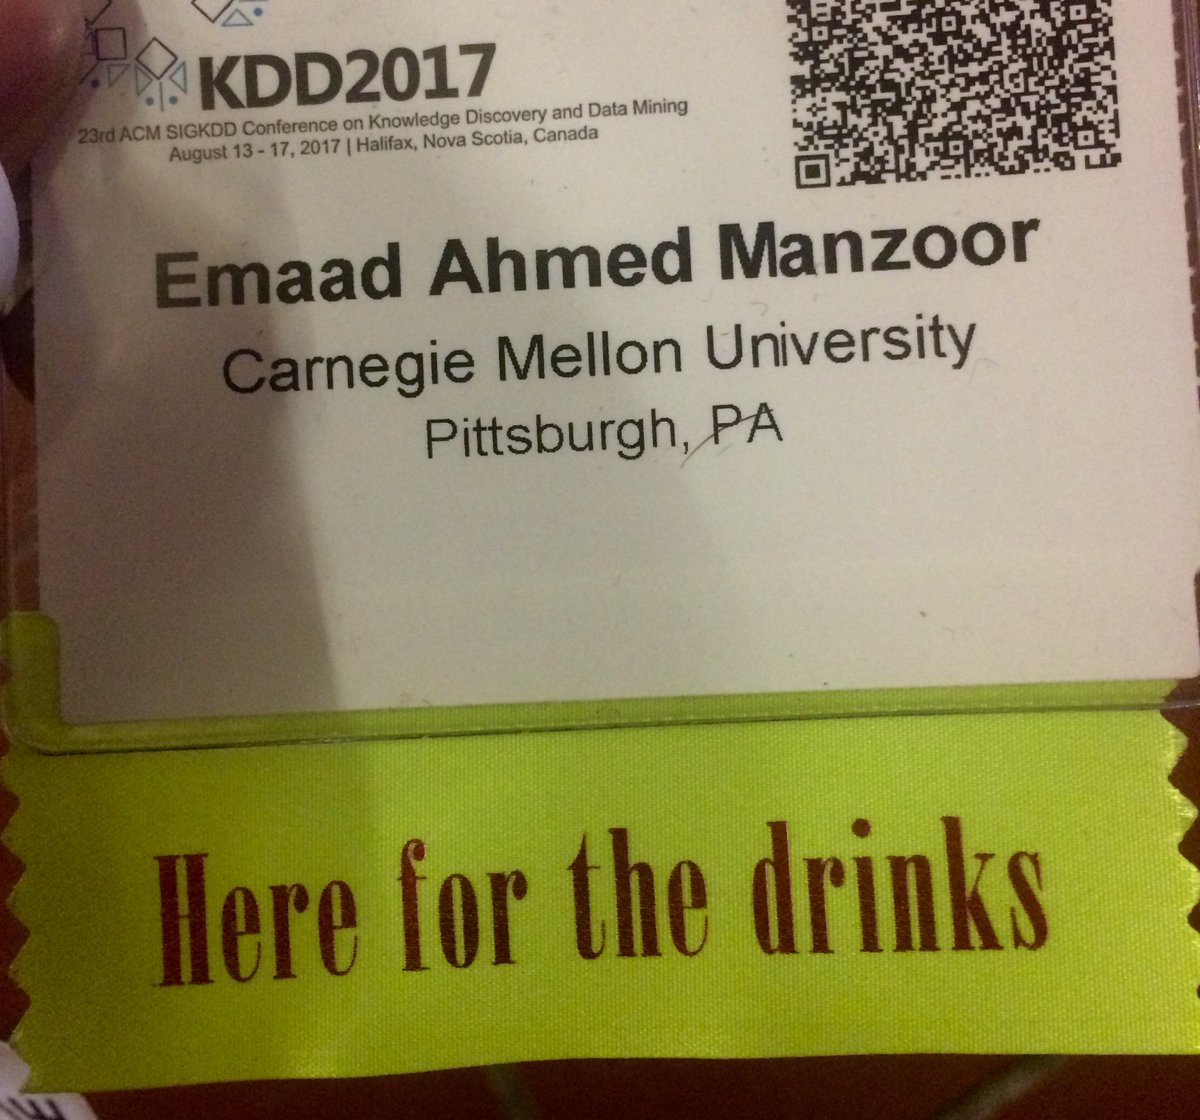 KDD2017
23rd ACM SIGKDD Conference on Knowledge Discovery and Data Mining
August 13 - 17, 2017 | Halifax, Nova Scotia, Canada
Emaad Ahmed Manzoor
Carnegie Mellon University
Pittsburgh, PA
Here for the drinks